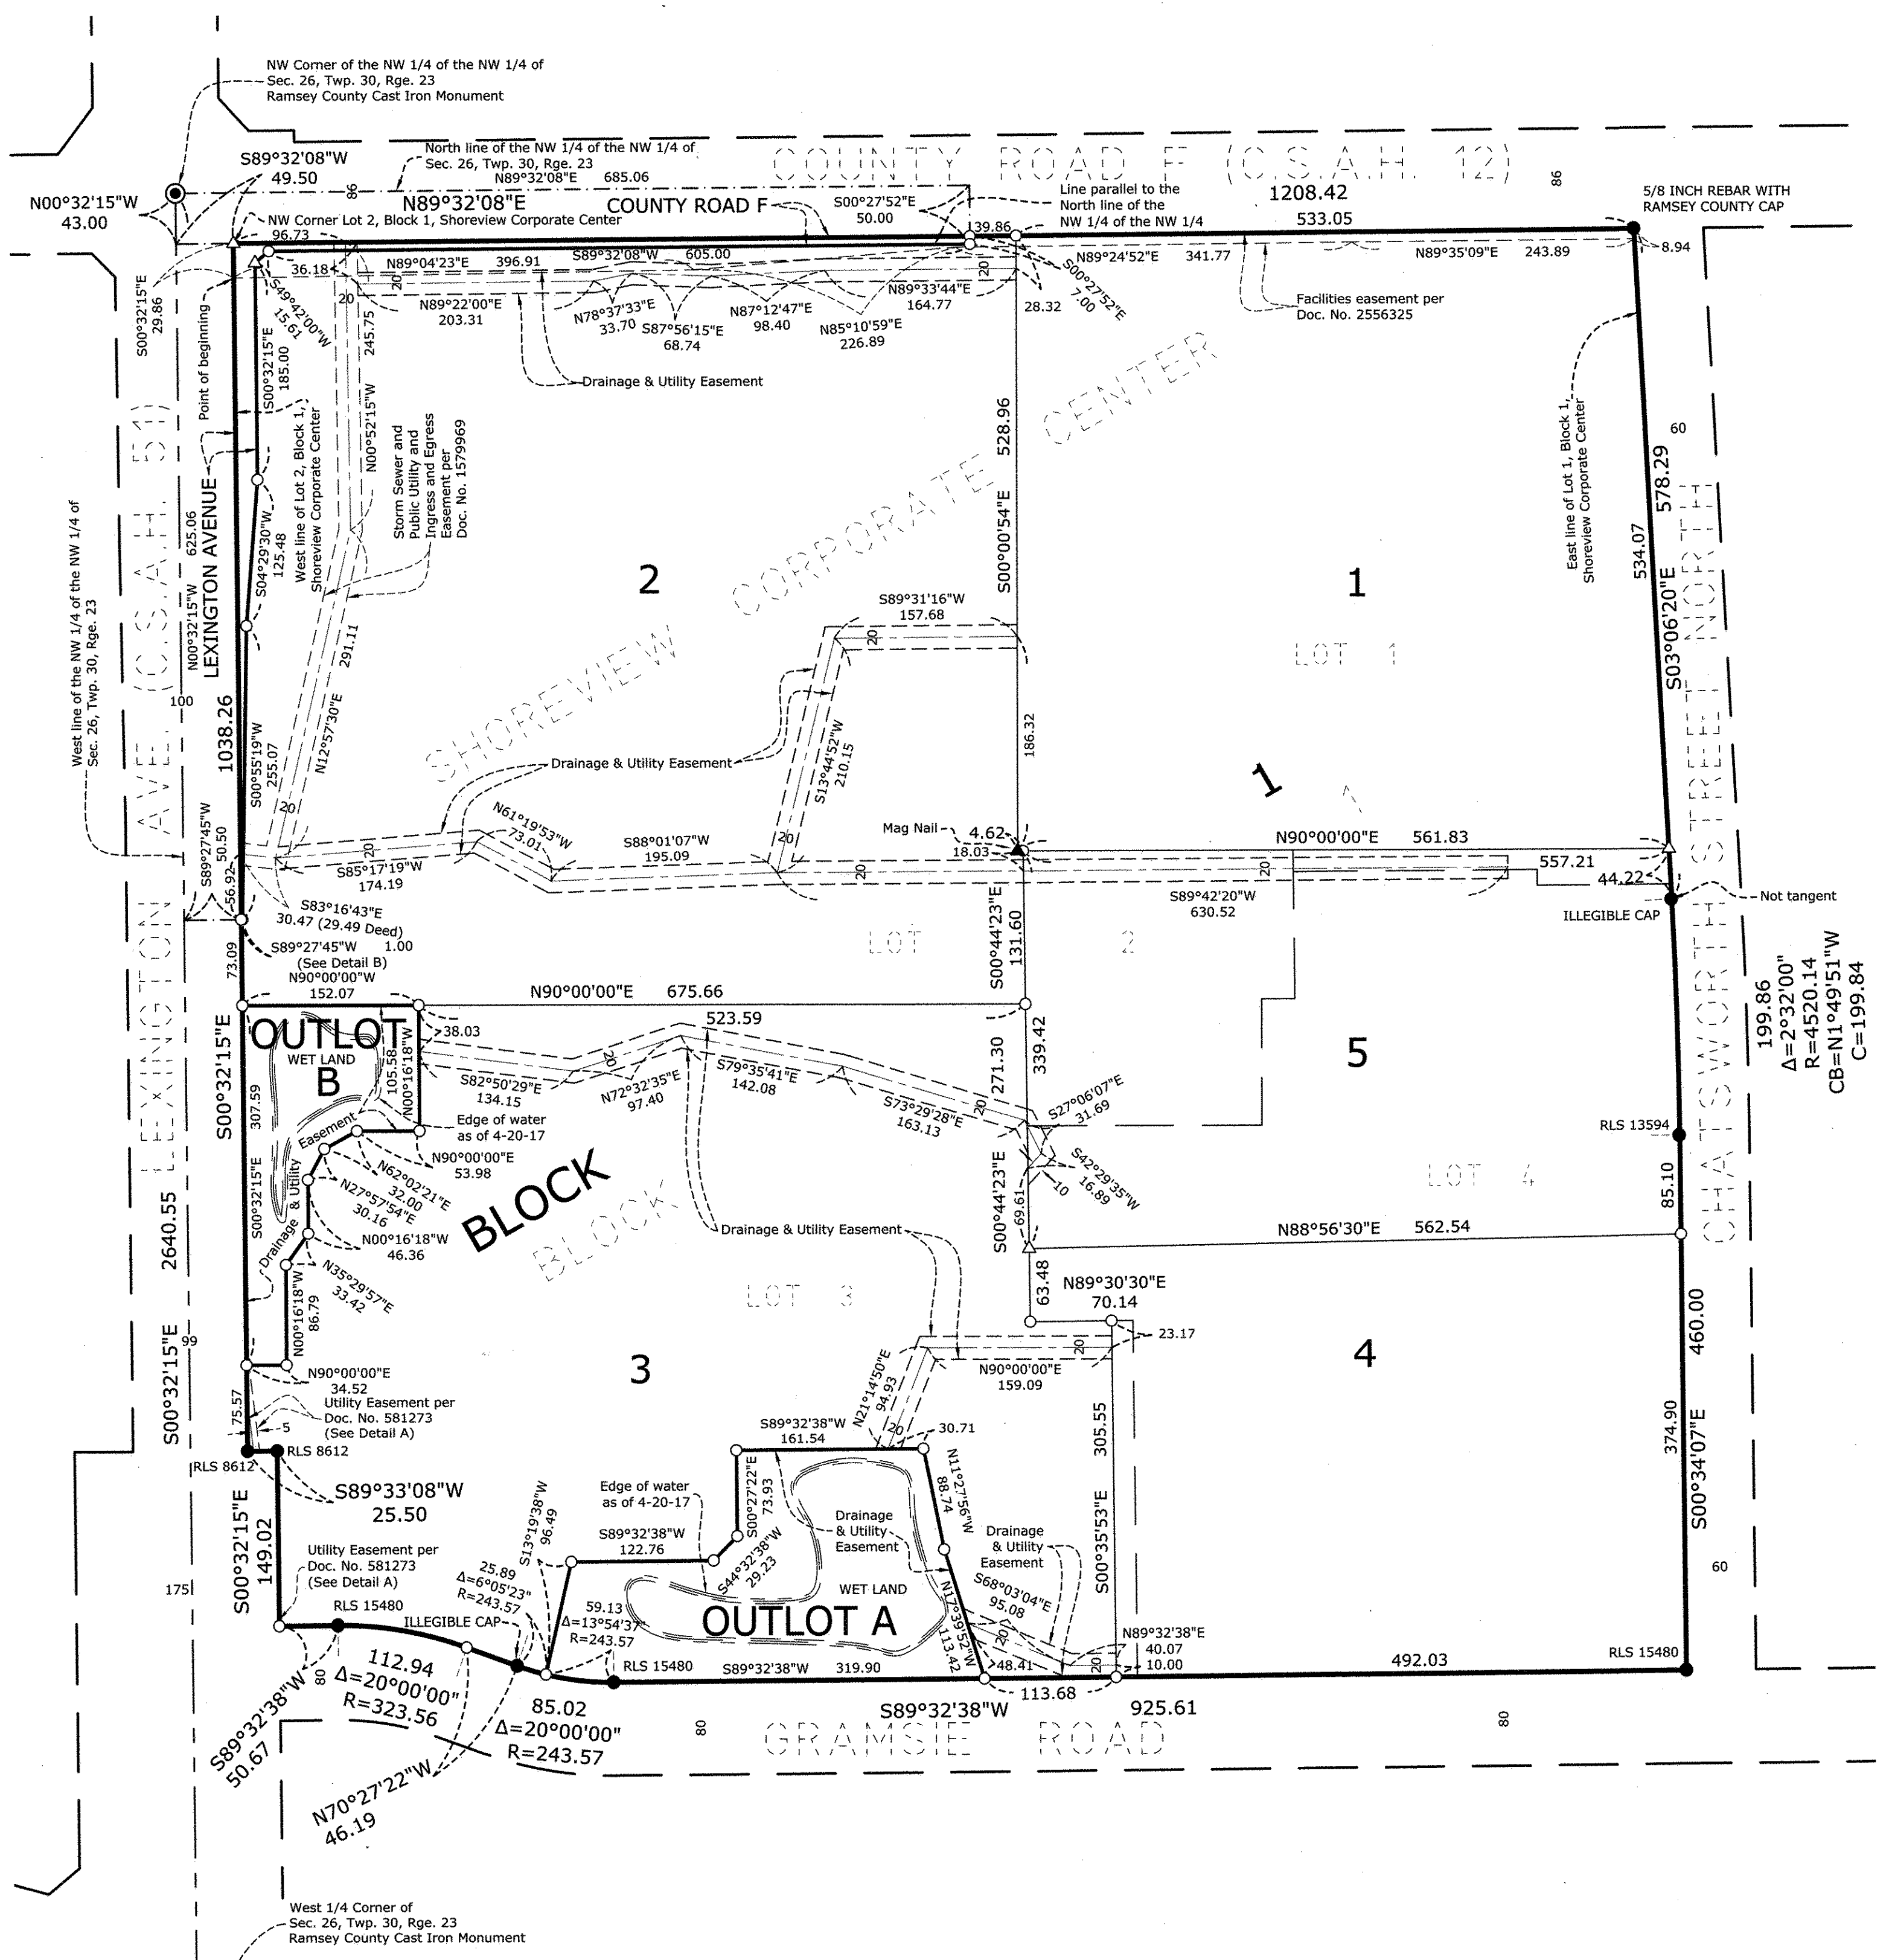 NW Corner of the NW 1/4 of the NW 1/4 of
Sec. 26, Twp. 30, Rge. 23
Ramsey County Cast Iron Monument
S89°32'08"W
49.50
North line of the NW 1/4 of the NW 1/4 of
Sec. 26, Twp. 30, Rge. 23
N89°32'08"E 685.06
COUNTY ROAD F (C.S.A.H. 12)
86
86
N00°32'15"W
43.00
N89°32'08"E
COUNTY ROAD F
S00°27'52"E
50.00
Line parallel to the
North line of the
NW 1/4 of the NW 1/4
1208.42
533.05
5/8 INCH REBAR WITH
RAMSEY COUNTY CAP
NW Corner Lot 2, Block 1, Shoreview Corporate Center
96.73
39.86
36.18
N89°04'23"E 396.91
S89°32'08"W 605.00
N89°24'52"E 341.77
N89°35'09"E 243.89
8.94
20
20
20
S00°32'15"E
29.86
S49°42'00"W
15.61
N89°22'00"E
203.31
N78°37'33"E
33.70
S87°56'15"E
68.74
N87°12'47"E
98.40
N85°10'59"E
226.89
N89°33'44"E
164.77
28.32
S00°27'52"E
7.00
Facilities easement per
Doc. No. 2556325
Point of beginning
S00°32'15"E
185.00
245.75
N00°52'15"W
Drainage & Utility Easement
West line of Lot 2, Block 1,
Shoreview Corporate Center
Storm Sewer and
Public Utility and
Ingress and Egress
Easement per
Doc. No. 1579969
SHOREVIEW CORPORATE CENTER
East line of Lot 1, Block 1,
Shoreview Corporate Center
60
578.29
534.07
S03°06'20"E
528.96
S00°00'54"E
S04°29'30"W
125.48
LEXINGTON AVENUE
N00°32'15"W 625.06
LEXINGTON AVE. (C.S.A.H. 51)
West line of the NW 1/4 of the NW 1/4 of
Sec. 26, Twp. 30, Rge. 23
2
1
S89°31'16"W
157.68
20
LOT 1
CHATSWORTH STREET NORTH
100
291.11
N12°57'30"E
1038.26
S00°55'19"W
255.07
20
S13°44'52"W
210.15
186.32
Drainage & Utility Easement
1
1
S89°27'45"W
50.50
N61°19'53"W
73.01
S88°01'07"W
195.09
20
S85°17'19"W
174.19
20
20
Mag Nail
4.62
18.03
N90°00'00"E 561.83
557.21
44.22
20
S89°42'20"W
630.52
ILLEGIBLE CAP
Not tangent
56.92
S83°16'43"E
30.47 (29.49 Deed)
S89°27'45"W 1.00
(See Detail B)
73.09
N90°00'00"W
152.07
S00°44'23"E
131.60
LOT 2
N90°00'00"E 675.66
523.59
199.86
Δ=2°32'00"
R=4520.14
CB=N1°49'51"W
C=199.84
OUTLOT
WET LAND
B
38.03
105.58
N00°16'18"W
S82°50'29"E
134.15
20
N72°32'35"E
97.40
S79°35'41"E
142.08
S73°29'28"E
163.13
20
271.30
339.42
5
S27°06'07"E
31.69
S42°29'35"W
16.89
10
RLS 13594
S00°32'15"E
307.59
S00°32'15"E
Drainage & Utility Easement
Edge of water
as of 4-20-17
N90°00'00"E
53.98
N62°02'21"E
32.00
N27°57'54"E
30.16
N00°16'18"W
46.36
N35°29'57"E
33.42
N00°16'18"W
86.79
BLOCK
BLOCK
S00°44'23"E
69.61
LOT 4
85.10
N88°56'30"E 562.54
2640.55
Drainage & Utility Easement
LOT 3
63.48
N89°30'30"E
70.14
23.17
S00°32'15"E
99
N90°00'00"E
34.52
3
4
460.00
374.90
S00°34'07"E
N21°14'50"E
94.93
20
N90°00'00"E
159.09
20
Utility Easement per
Doc. No. 581273
(See Detail A)
75.57
5
RLS 8612
RLS 8612
S89°32'38"W
161.54
30.71
305.55
S00°35'53"E
S89°33'08"W
25.50
S00°32'15"E
149.02
Utility Easement per
Doc. No. 581273
(See Detail A)
S13°19'38"W
96.49
Edge of water
as of 4-20-17
S00°27'22"E
73.93
Drainage
& Utility
Easement
N11°27'56"W
88.74
Drainage
& Utility
Easement
S89°32'38"W
122.76
S44°32'38"W
29.23
25.89
Δ=6°05'23"
R=243.57
ILLEGIBLE CAP
RLS 15480
175
59.13
Δ=13°54'37"
R=243.57
WET LAND
OUTLOT A
S68°03'04"E
95.08
20
N17°39'52"W
113.42
N89°32'38"E
40.07
10.00
20
60
RLS 15480
RLS 15480
S89°32'38"W 319.90
48.41
113.68
492.03
80
S89°32'38"W
50.67
112.94
Δ=20°00'00"
R=323.56
85.02
Δ=20°00'00"
R=243.57
S89°32'38"W 925.61
80
GRAMSIE ROAD
80
N70°27'22"W
46.19
West 1/4 Corner of
Sec. 26, Twp. 30, Rge. 23
Ramsey County Cast Iron Monument